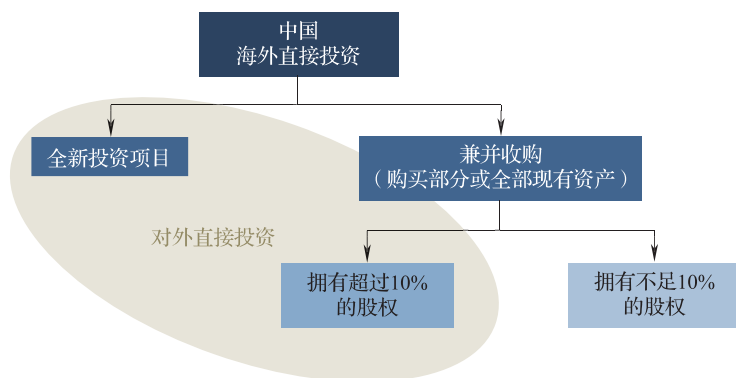 中国
海外直接投资
全新投资项目
兼并收购
（购买部分或全部现有资产）
对外直接投资
拥有超过10%
的股权
拥有不足10%
的股权